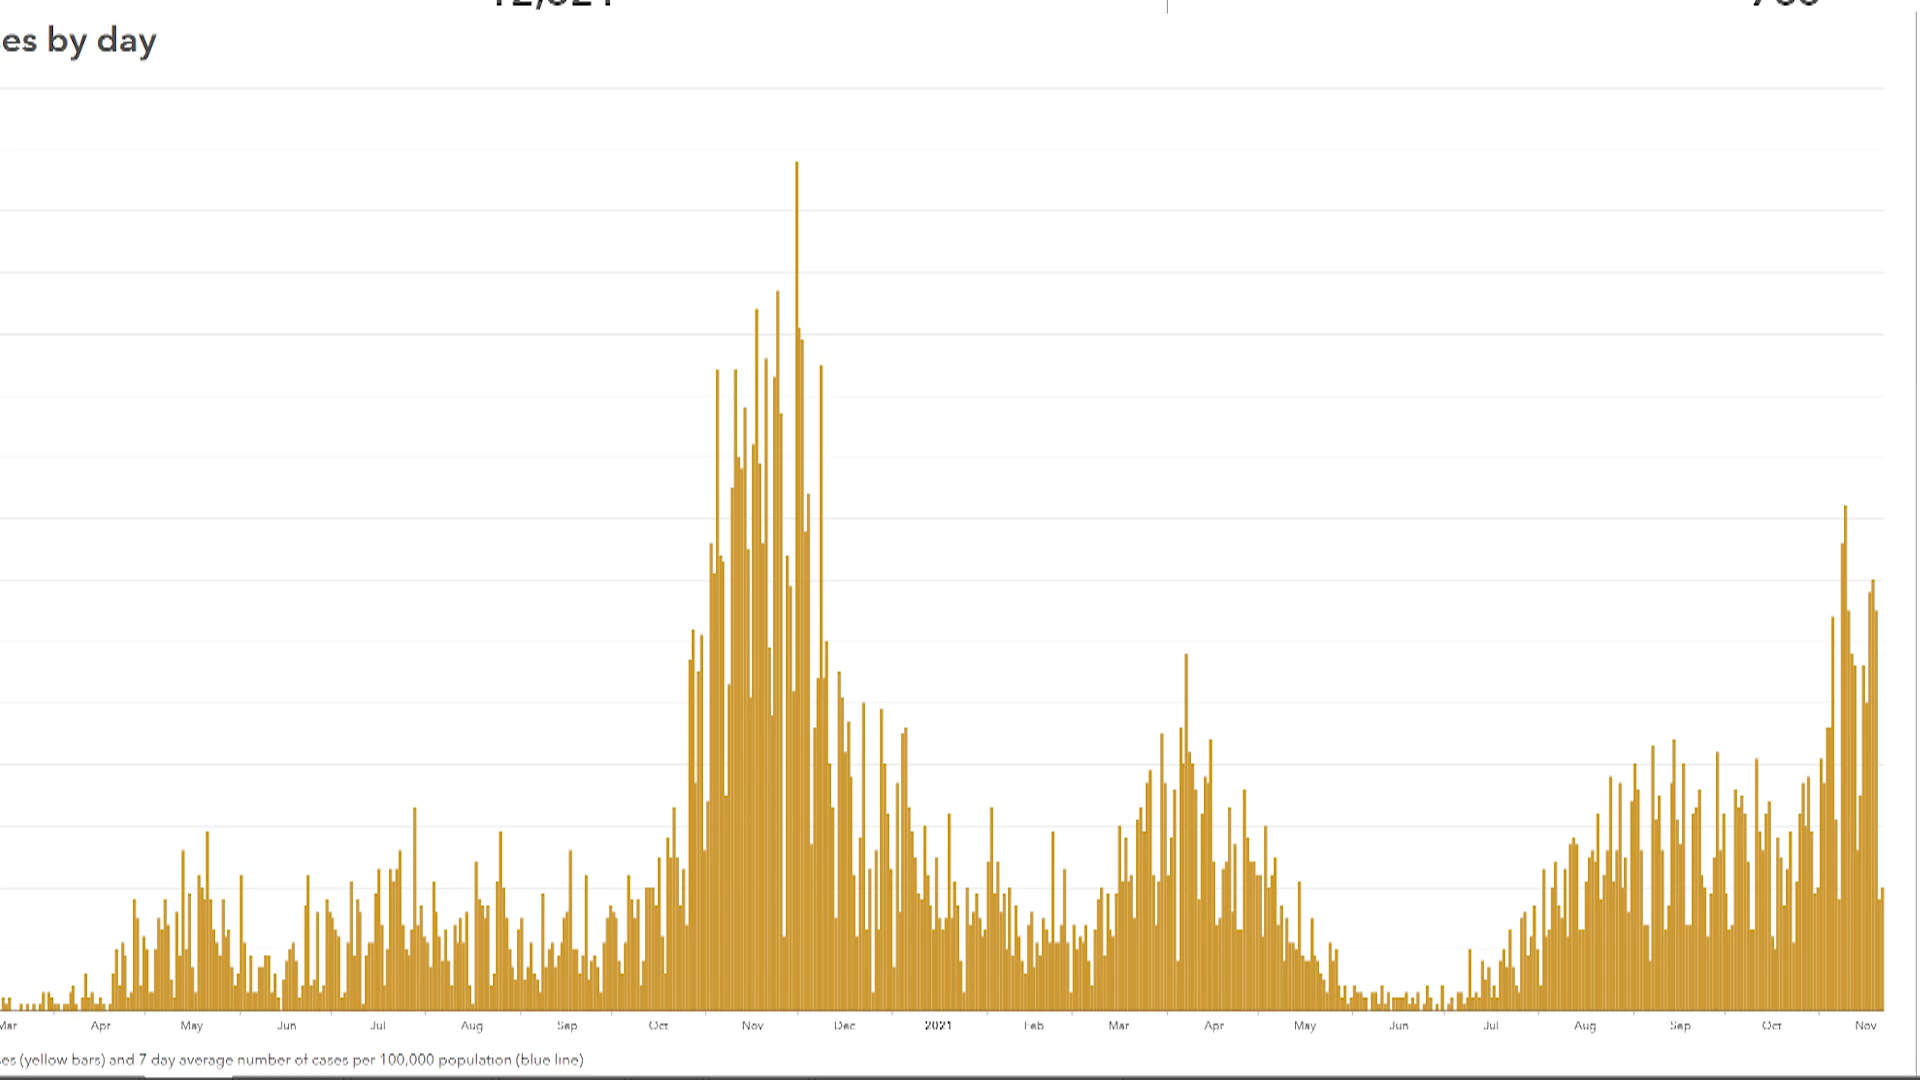 es by day
Mar Apr May Jun Jul Aug Sep Oct Nov Dec 2021 Feb Mar Apr May Jun Jul Aug Sep Oct Nov
es (yellow bars) and 7 day average number of cases per 100,000 population (blue line)